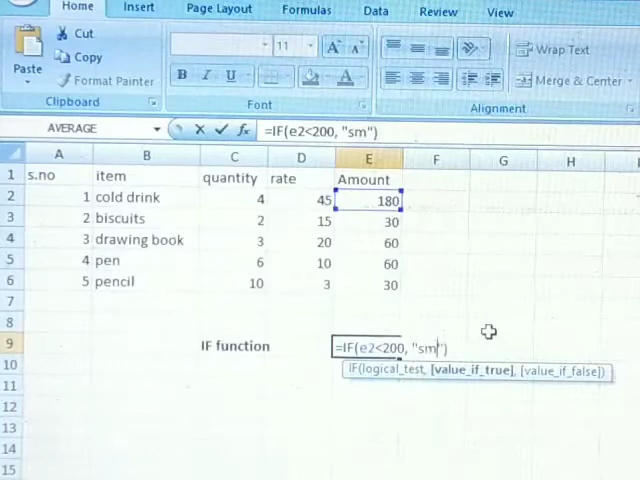 Home Insert Page Layout Formulas Data Review View
Cut
Copy
Format Painter
Paste
Clipboard
11 A A
B I U A
Font
Wrap Text
Merge & Center
Alignment
AVERAGE fx =IF(e2<200, "sm")
A B C D E F G H
1 s.no item quantity rate Amount
2 1 cold drink 4 45 180
3 2 biscuits 2 15 30
4 3 drawing book 3 20 60
5 4 pen 6 10 60
6 5 pencil 10 3 30
7
8
9 IF function =IF(e2<200, "sm")
10 IF(logical_test, [value_if_true], [value_if_false])
11
12
13
14
15